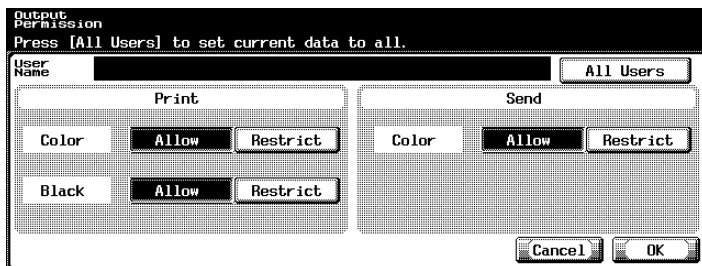 Output
Permission
Press [All Users] to set current data to all.
User
Name
All Users
Print
Send
Color Allow Restrict
Color Allow Restrict
Black Allow Restrict
Cancel OK